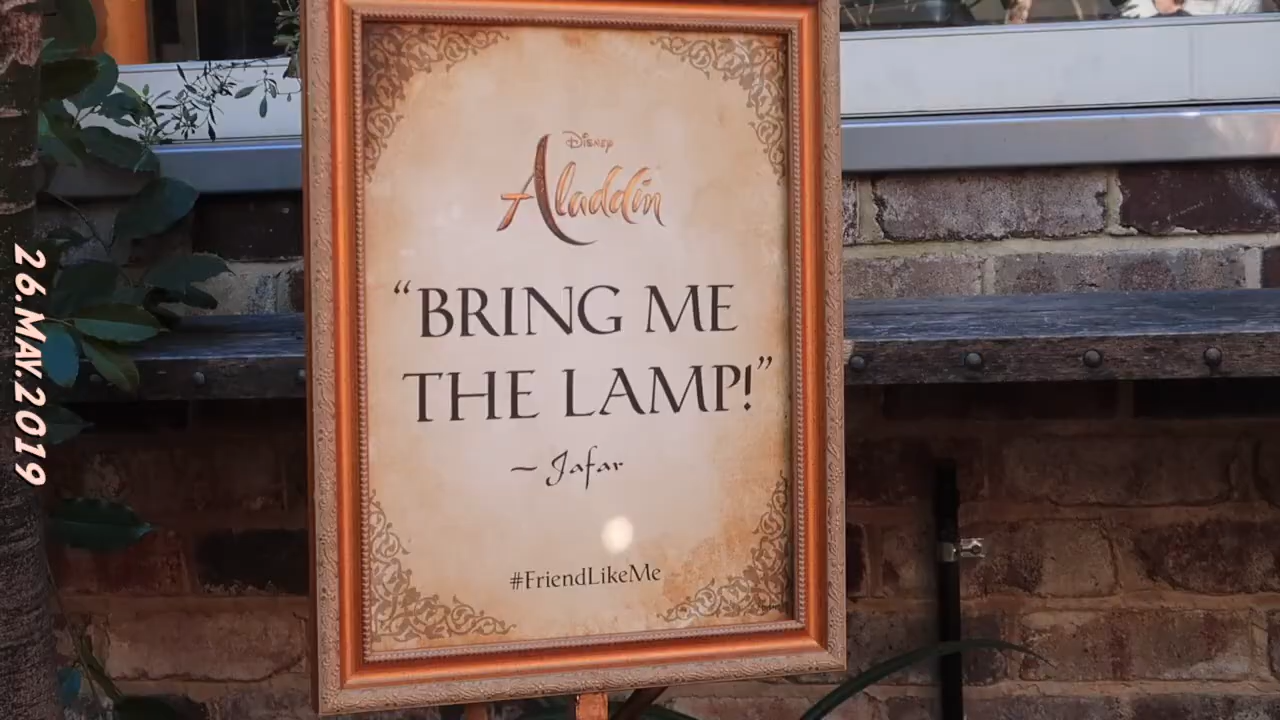 Disney
Aladdin
“BRING ME
THE LAMP!”
~ Jafar
#FriendLikeMe
26.MAY.2019